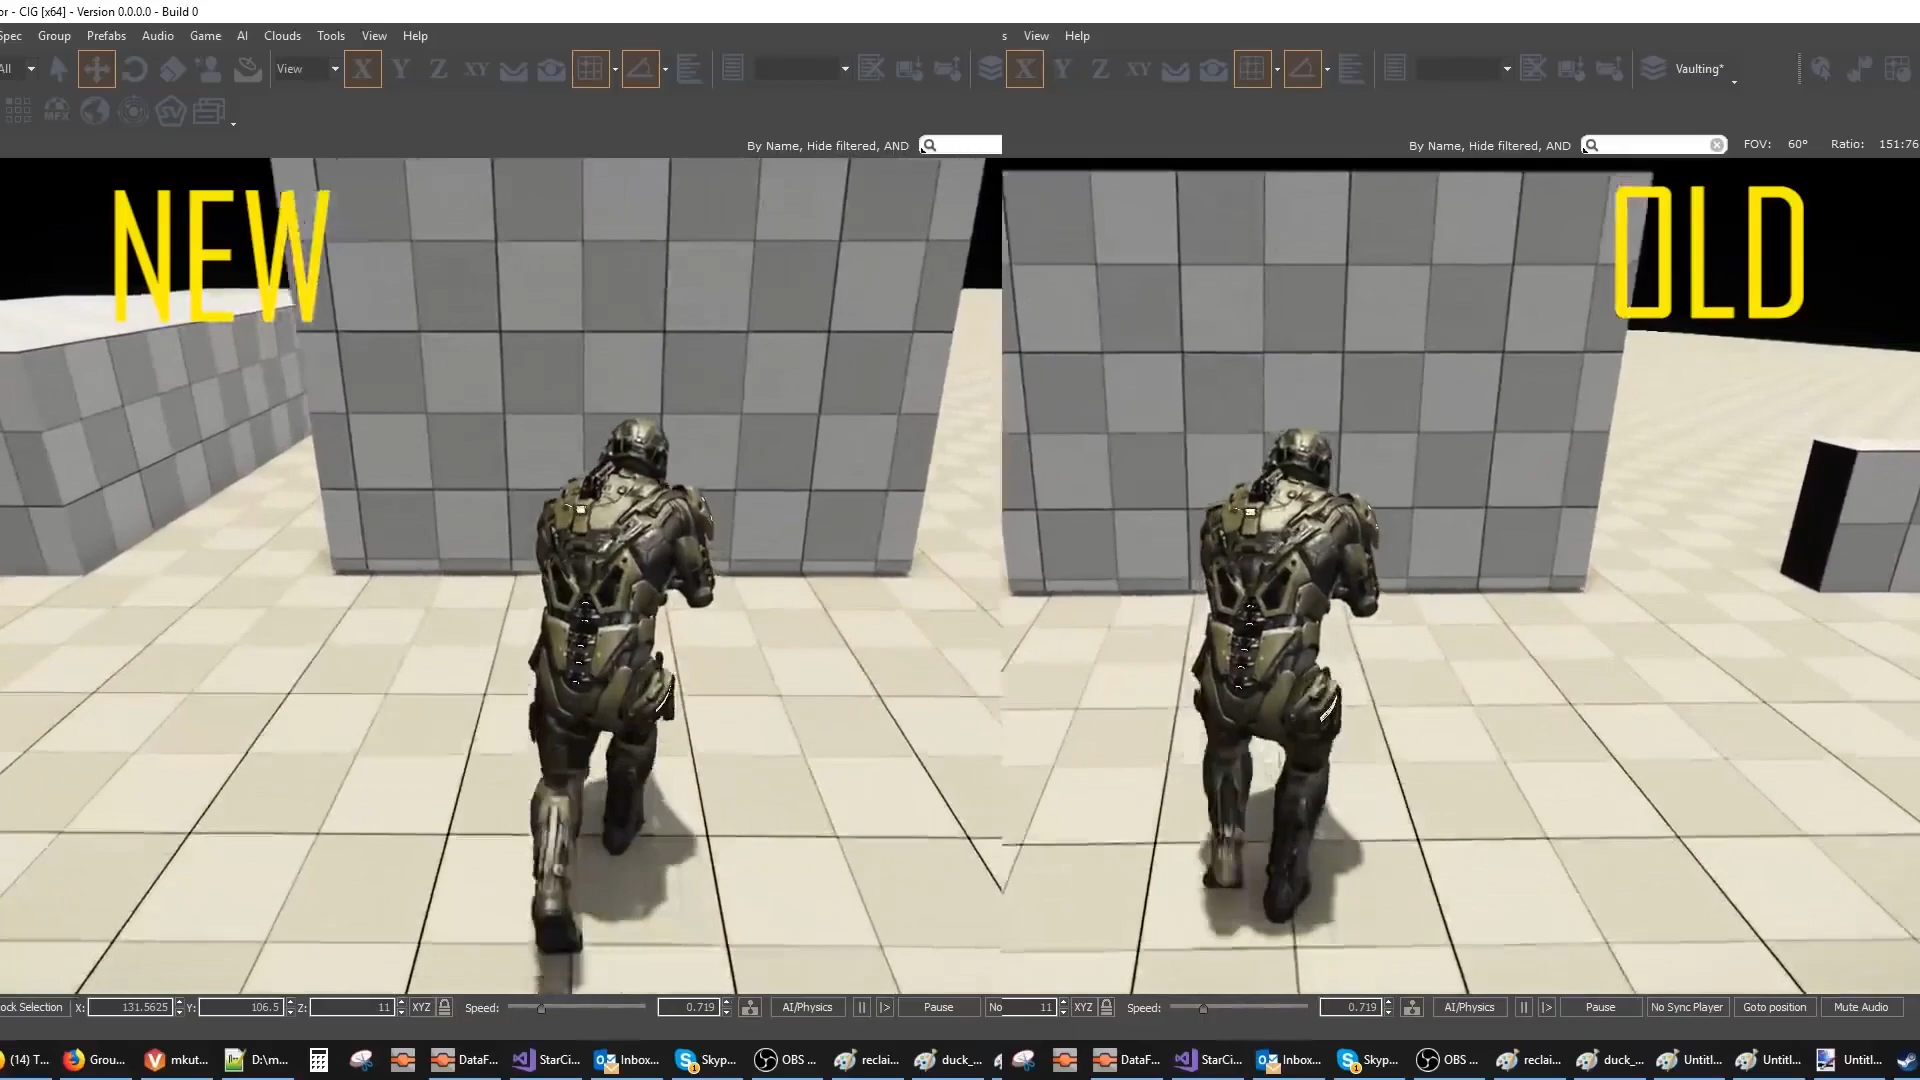 or - CIG [x64] - Version 0.0.0.0 - Build 0
Spec Group Prefabs Audio Game AI Clouds Tools View Help
s View Help
All View X Y Z XY
X Y Z XY Vaulting*
MFX SV
By Name, Hide filtered, AND
By Name, Hide filtered, AND FOV: 60° Ratio: 151:76
NEW
OLD
ock Selection X: 131.5625 Y: 106.5 Z: 11 XYZ Speed: 0.719 AI/Physics Pause No
11 XYZ Speed: 0.719 AI/Physics Pause No Sync Player Goto position Mute Audio
(14) T... Grou... mkut... D:\m... DataF... StarCi... Inbox... Skyp... OBS ... reclai... duck_...
DataF... StarCi... Inbox... Skyp... OBS ... reclai... duck_... Untitl... Untitl... Untitl...